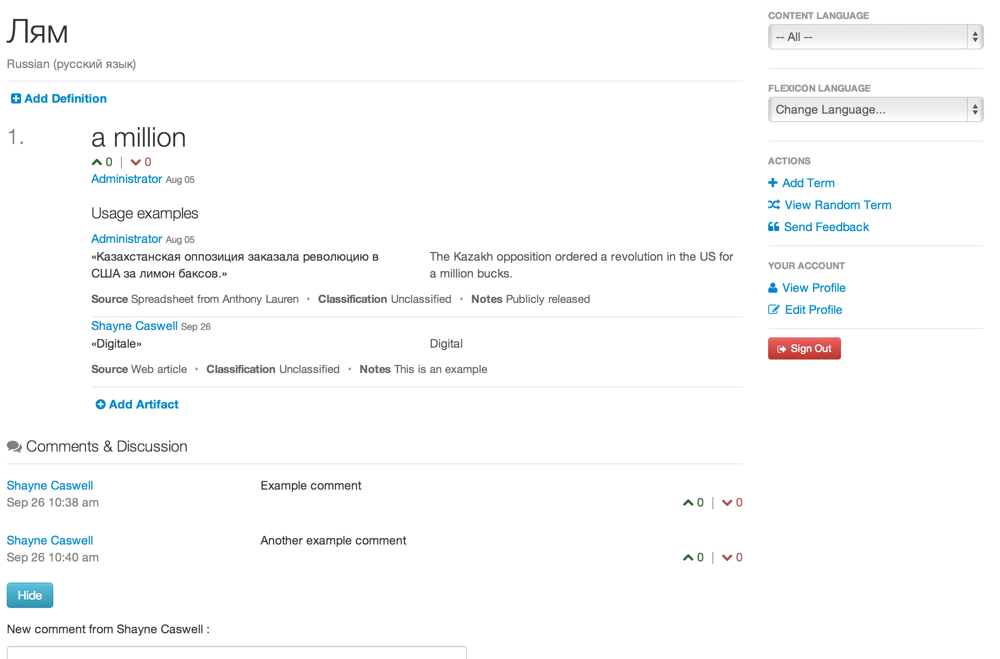 Лям
Russian (русский язык)
Add Definition
1.
a million
0 | 0
Administrator Aug 05
Usage examples
Administrator Aug 05
«Казахстанская оппозиция заказала революцию в
США за лимон баксов.»
The Kazakh opposition ordered a revolution in the US for
a million bucks.
Source Spreadsheet from Anthony Lauren • Classification Unclassified • Notes Publicly released
Shayne Caswell Sep 26
«Digitale»
Digital
Source Web article • Classification Unclassified • Notes This is an example
Add Artifact
Comments & Discussion
Shayne Caswell
Sep 26 10:38 am
Example comment
0 | 0
Shayne Caswell
Sep 26 10:40 am
Another example comment
0 | 0
Hide
New comment from Shayne Caswell :
CONTENT LANGUAGE
-- All --
FLEXICON LANGUAGE
Change Language...
ACTIONS
Add Term
View Random Term
Send Feedback
YOUR ACCOUNT
View Profile
Edit Profile
Sign Out